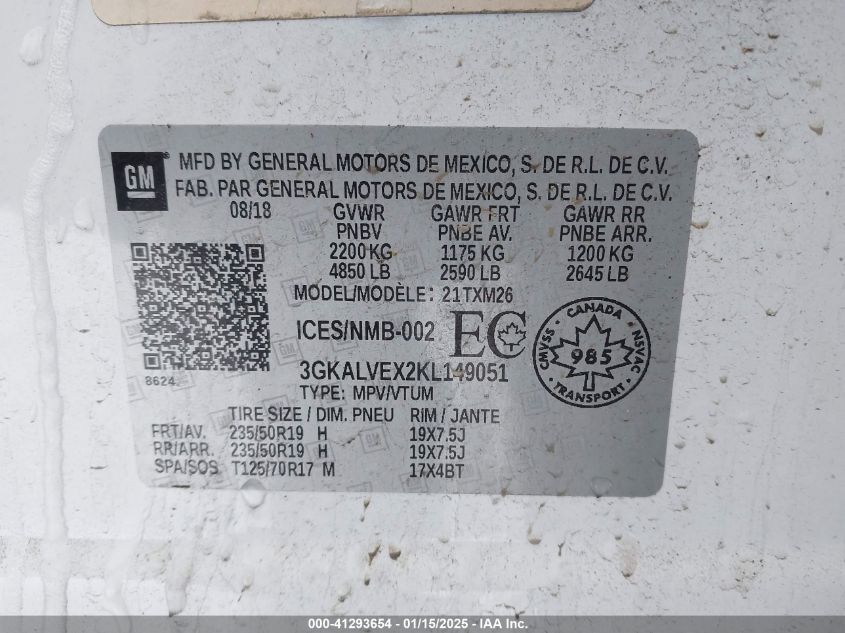 GM
MFD BY GENERAL MOTORS DE MEXICO, S. DE R.L. DE C.V.
FAB. PAR GENERAL MOTORS DE MEXICO, S. DE R.L. DE C.V.
08/18 GVWR GAWR FRT GAWR RR
PNBV PNBE AV. PNBE ARR.
2200 KG 1175 KG 1200 KG
4850 LB 2590 LB 2645 LB
MODEL/MODÈLE: 21TXM26
ICES/NMB-002 EC
CANADA
CMVSS 985 NSVAC
TRANSPORT
8624
3GKALVEX2KL149051
TYPE: MPV/VTUM
TIRE SIZE / DIM. PNEU RIM / JANTE
FRT/AV. 235/50R19 H 19X7.5J
RR/ARR. 235/50R19 H 19X7.5J
SPA/SOS T125/70R17 M 17X4BT
000-41293654 - 01/15/2025 - IAAI.com